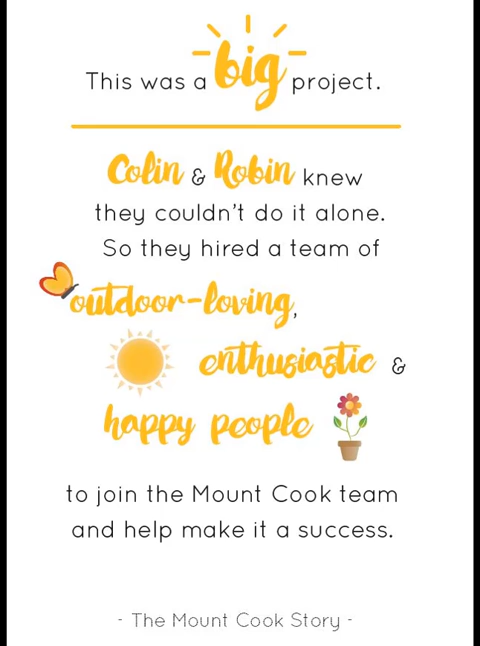 This was a big project.
Colin & Robin knew
they couldn't do it alone.
So they hired a team of
outdoor-loving,
enthusiastic &
happy people
to join the Mount Cook team
and help make it a success.
- The Mount Cook Story -